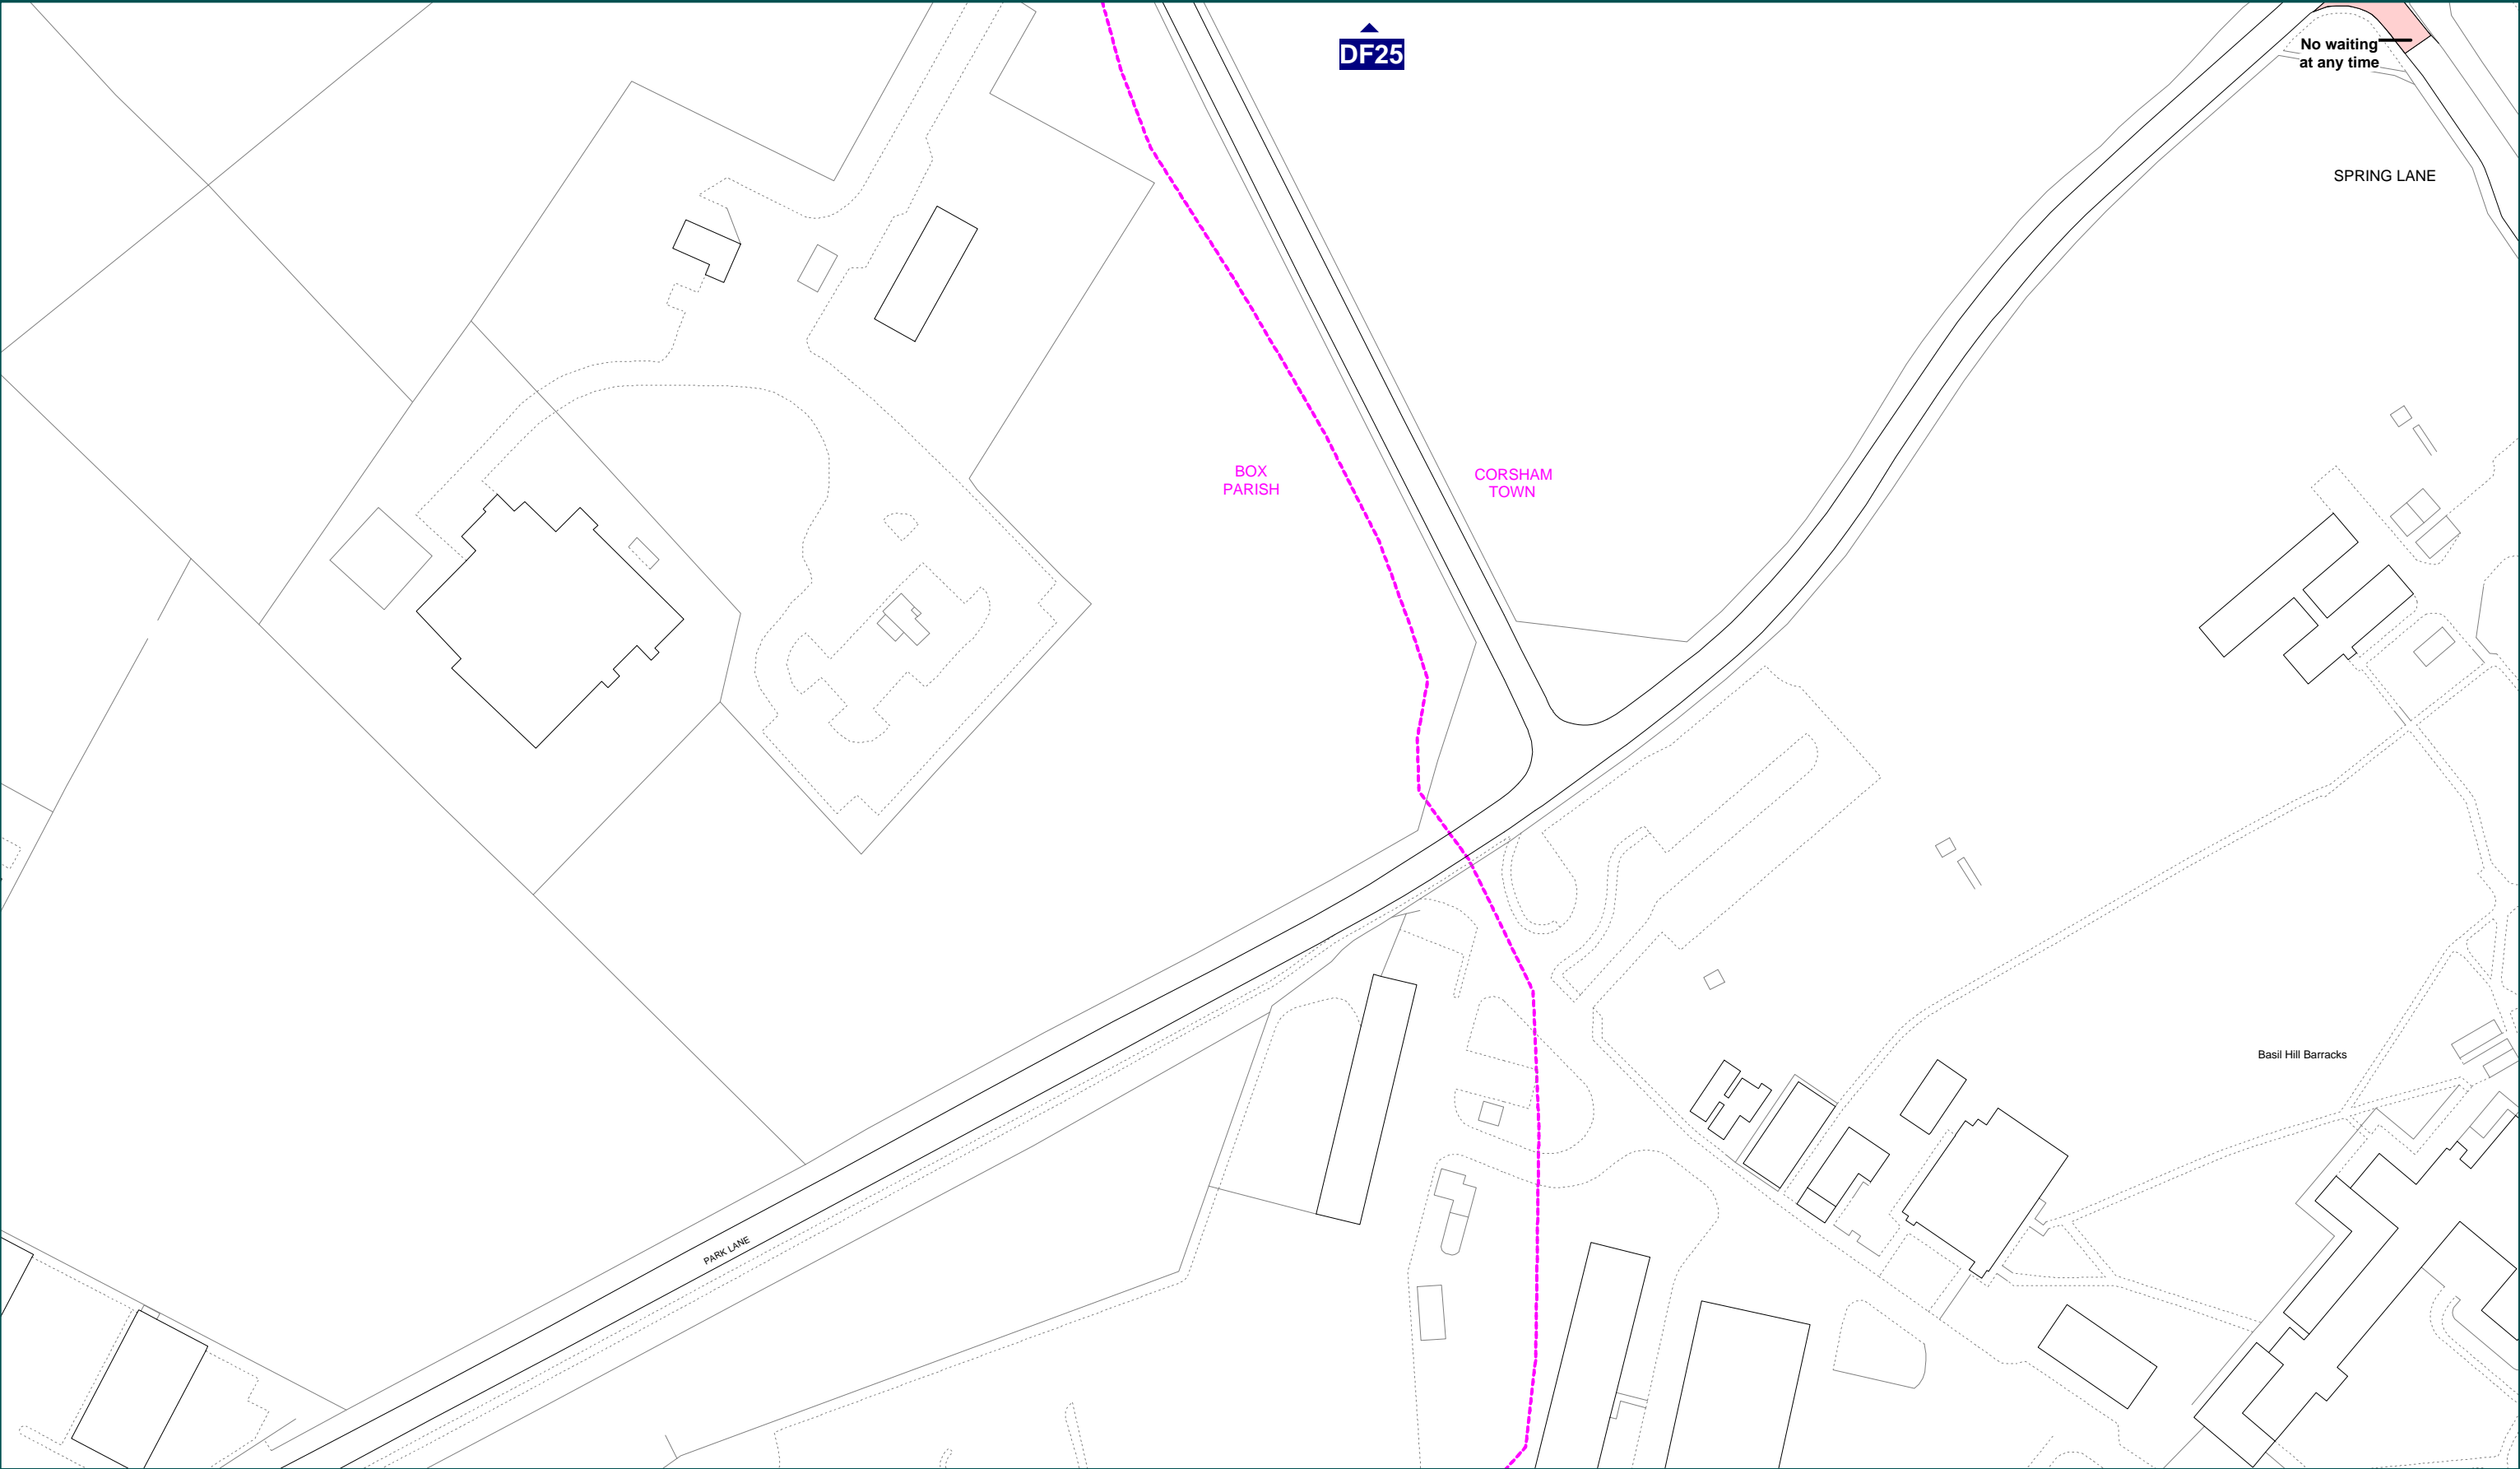 DF25
No waiting
at any time
SPRING LANE
BOX
PARISH
CORSHAM
TOWN
Basil Hill Barracks
PARK LANE